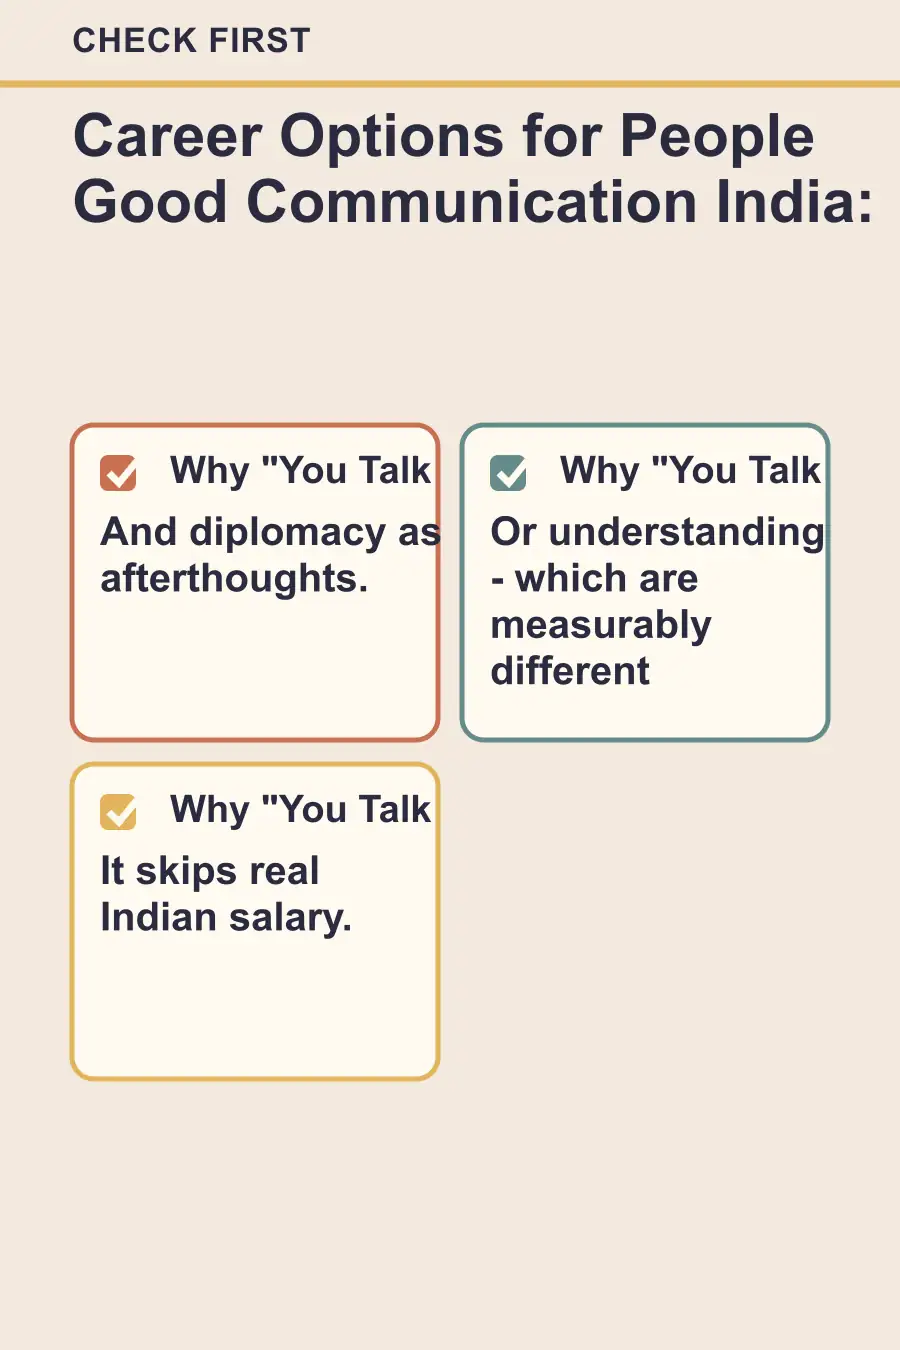 CHECK FIRST
Career Options for People
Good Communication India:
Why "You Talk
And diplomacy as
afterthoughts.
Why "You Talk
Or understanding
- which are
measurably
different
Why "You Talk
It skips real
Indian salary.